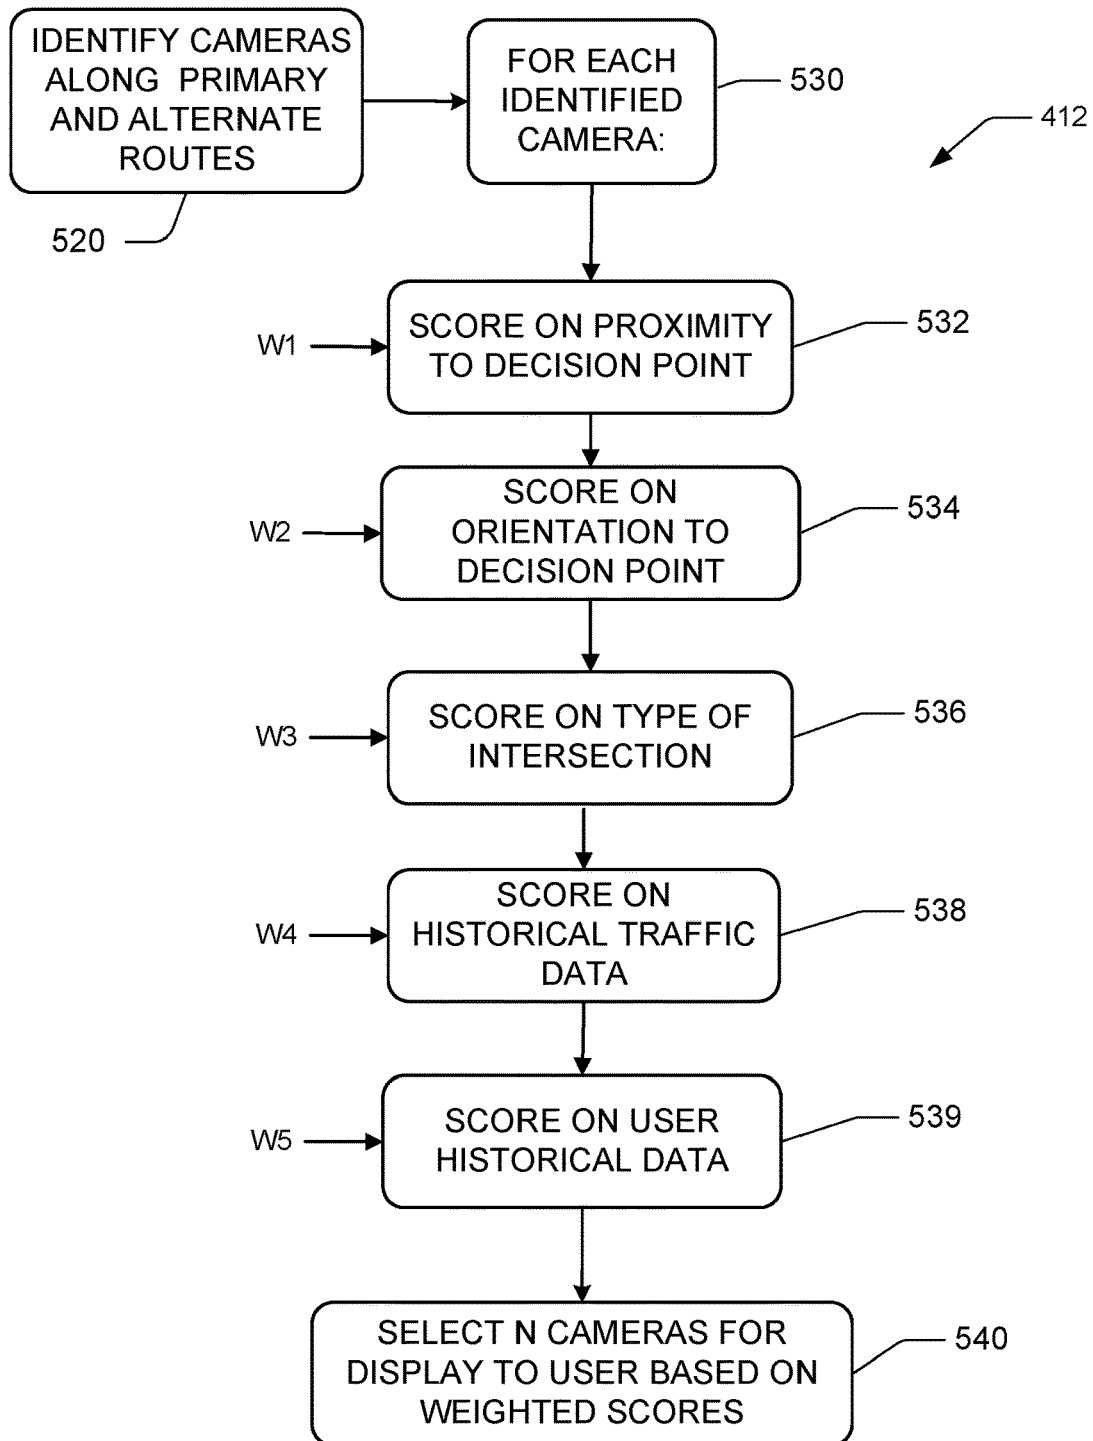 IDENTIFY CAMERAS
ALONG PRIMARY
AND ALTERNATE
ROUTES
520
FOR EACH
IDENTIFIED
CAMERA:
530
412
W1
SCORE ON PROXIMITY
TO DECISION POINT
532
W2
SCORE ON
ORIENTATION TO
DECISION POINT
534
W3
SCORE ON TYPE OF
INTERSECTION
536
W4
SCORE ON
HISTORICAL TRAFFIC
DATA
538
W5
SCORE ON USER
HISTORICAL DATA
539
SELECT N CAMERAS FOR
DISPLAY TO USER BASED ON
WEIGHTED SCORES
540